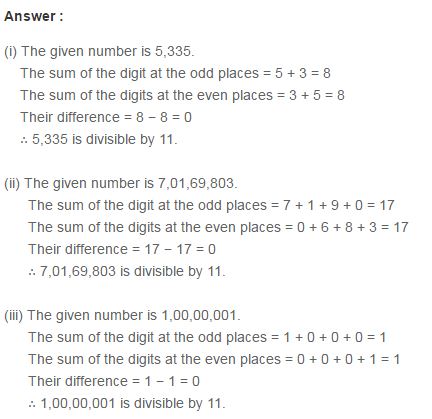 Answer :
(i) The given number is 5,335.
The sum of the digit at the odd places = 5 + 3 = 8
The sum of the digits at the even places = 3 + 5 = 8
Their difference = 8 − 8 = 0
∴ 5,335 is divisible by 11.
(ii) The given number is 7,01,69,803.
The sum of the digit at the odd places = 7 + 1 + 9 + 0 = 17
The sum of the digits at the even places = 0 + 6 + 8 + 3 = 17
Their difference = 17 − 17 = 0
∴ 7,01,69,803 is divisible by 11.
(iii) The given number is 1,00,00,001.
The sum of the digit at the odd places = 1 + 0 + 0 + 0 = 1
The sum of the digits at the even places = 0 + 0 + 0 + 1 = 1
Their difference = 1 − 1 = 0
∴ 1,00,00,001 is divisible by 11.